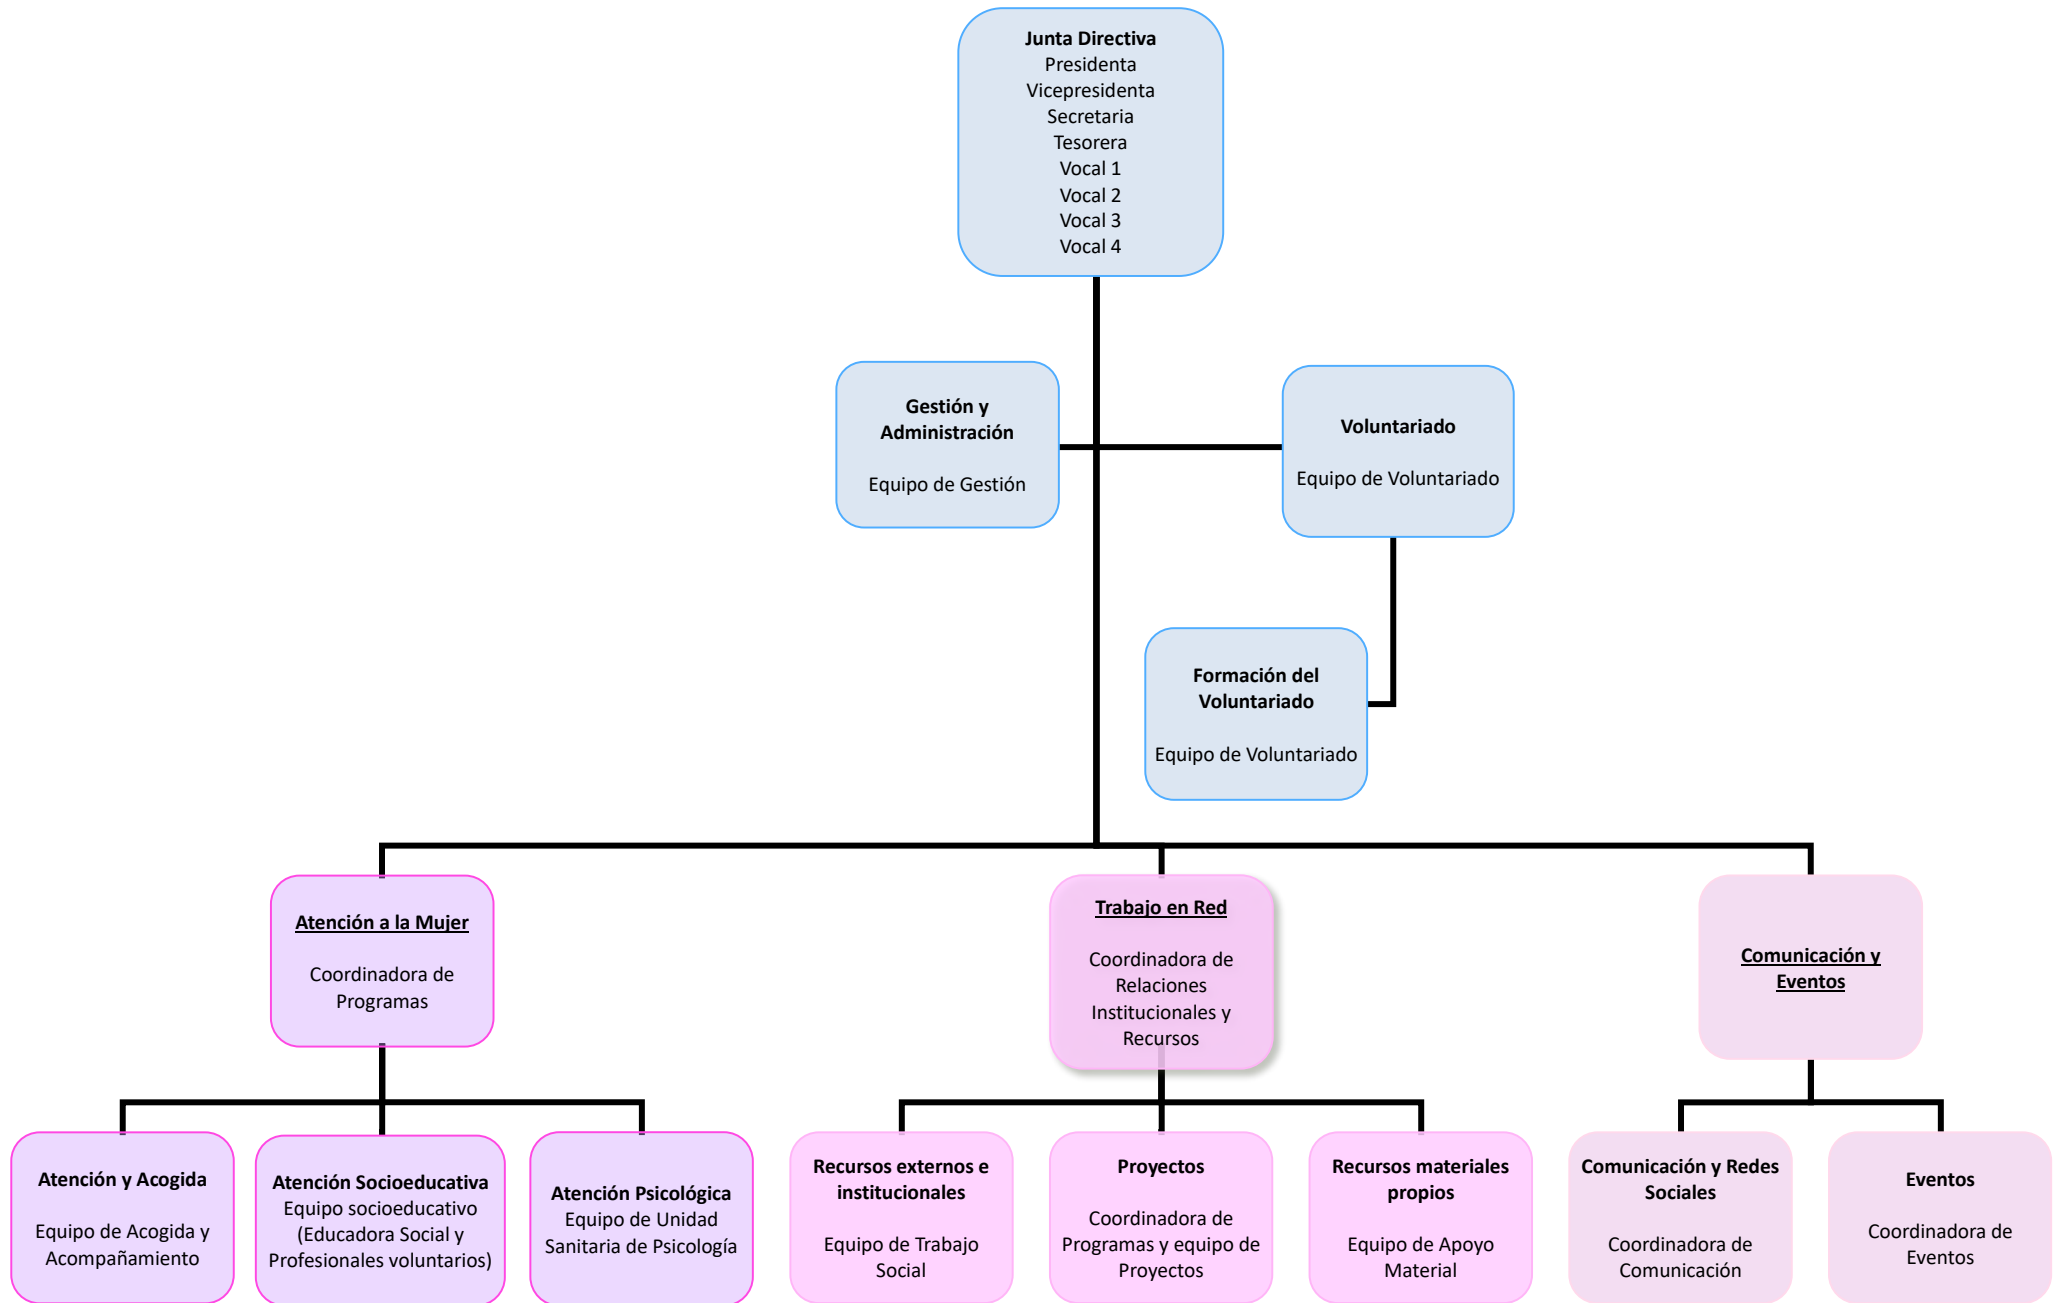 Junta Directiva
Presidenta
Vicepresidenta
Secretaria
Tesorera
Vocal 1
Vocal 2
Vocal 3
Vocal 4
Gestión y
Administración
Equipo de Gestión
Voluntariado
Equipo de Voluntariado
Formación del
Voluntariado
Equipo de Voluntariado
Atención a la Mujer
Coordinadora de
Programas
Trabajo en Red
Coordinadora de
Relaciones
Institucionales y
Recursos
Comunicación y
Eventos
Atención y Acogida
Equipo de Acogida y
Acompañamiento
Atención Socioeducativa
Equipo socioeducativo
(Educadora Social y
Profesionales voluntarios)
Atención Psicológica
Equipo de Unidad
Sanitaria de Psicología
Recursos externos e
institucionales
Equipo de Trabajo
Social
Proyectos
Coordinadora de
Programas y equipo de
Proyectos
Recursos materiales
propios
Equipo de Apoyo
Material
Comunicación y Redes
Sociales
Coordinadora de
Comunicación
Eventos
Coordinadora de
Eventos